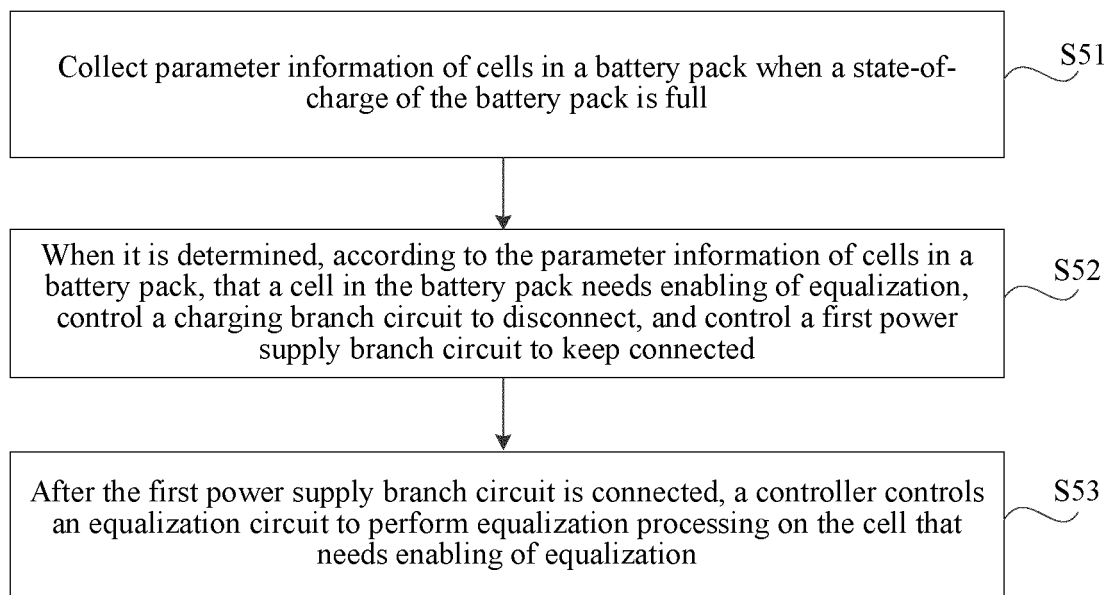 Collect parameter information of cells in a battery pack when a state-of-
charge of the battery pack is full
S51
When it is determined, according to the parameter information of cells in a
battery pack, that a cell in the battery pack needs enabling of equalization,
control a charging branch circuit to disconnect, and control a first power
supply branch circuit to keep connected
S52
After the first power supply branch circuit is connected, a controller controls
an equalization circuit to perform equalization processing on the cell that
needs enabling of equalization
S53